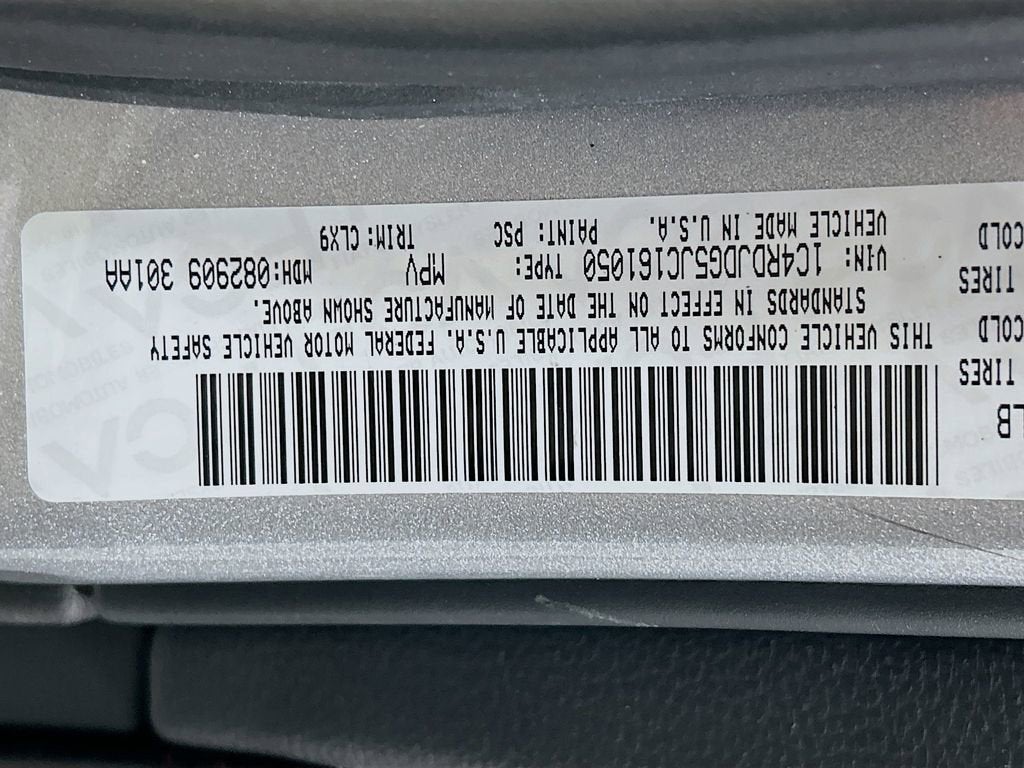 LB
TIRES
COLD
TIRES
COLD
THIS VEHICLE CONFORMS TO ALL APPLICABLE U.S.A. FEDERAL MOTOR VEHICLE SAFETY
STANDARDS IN EFFECT ON THE DATE OF MANUFACTURE SHOWN ABOVE.
VIN: 1C4RDJDG5JC161050 TYPE: MPV MDH:082909 301AA
VEHICLE MADE IN U.S.A. PAINT: PSC TRIM: CLX9